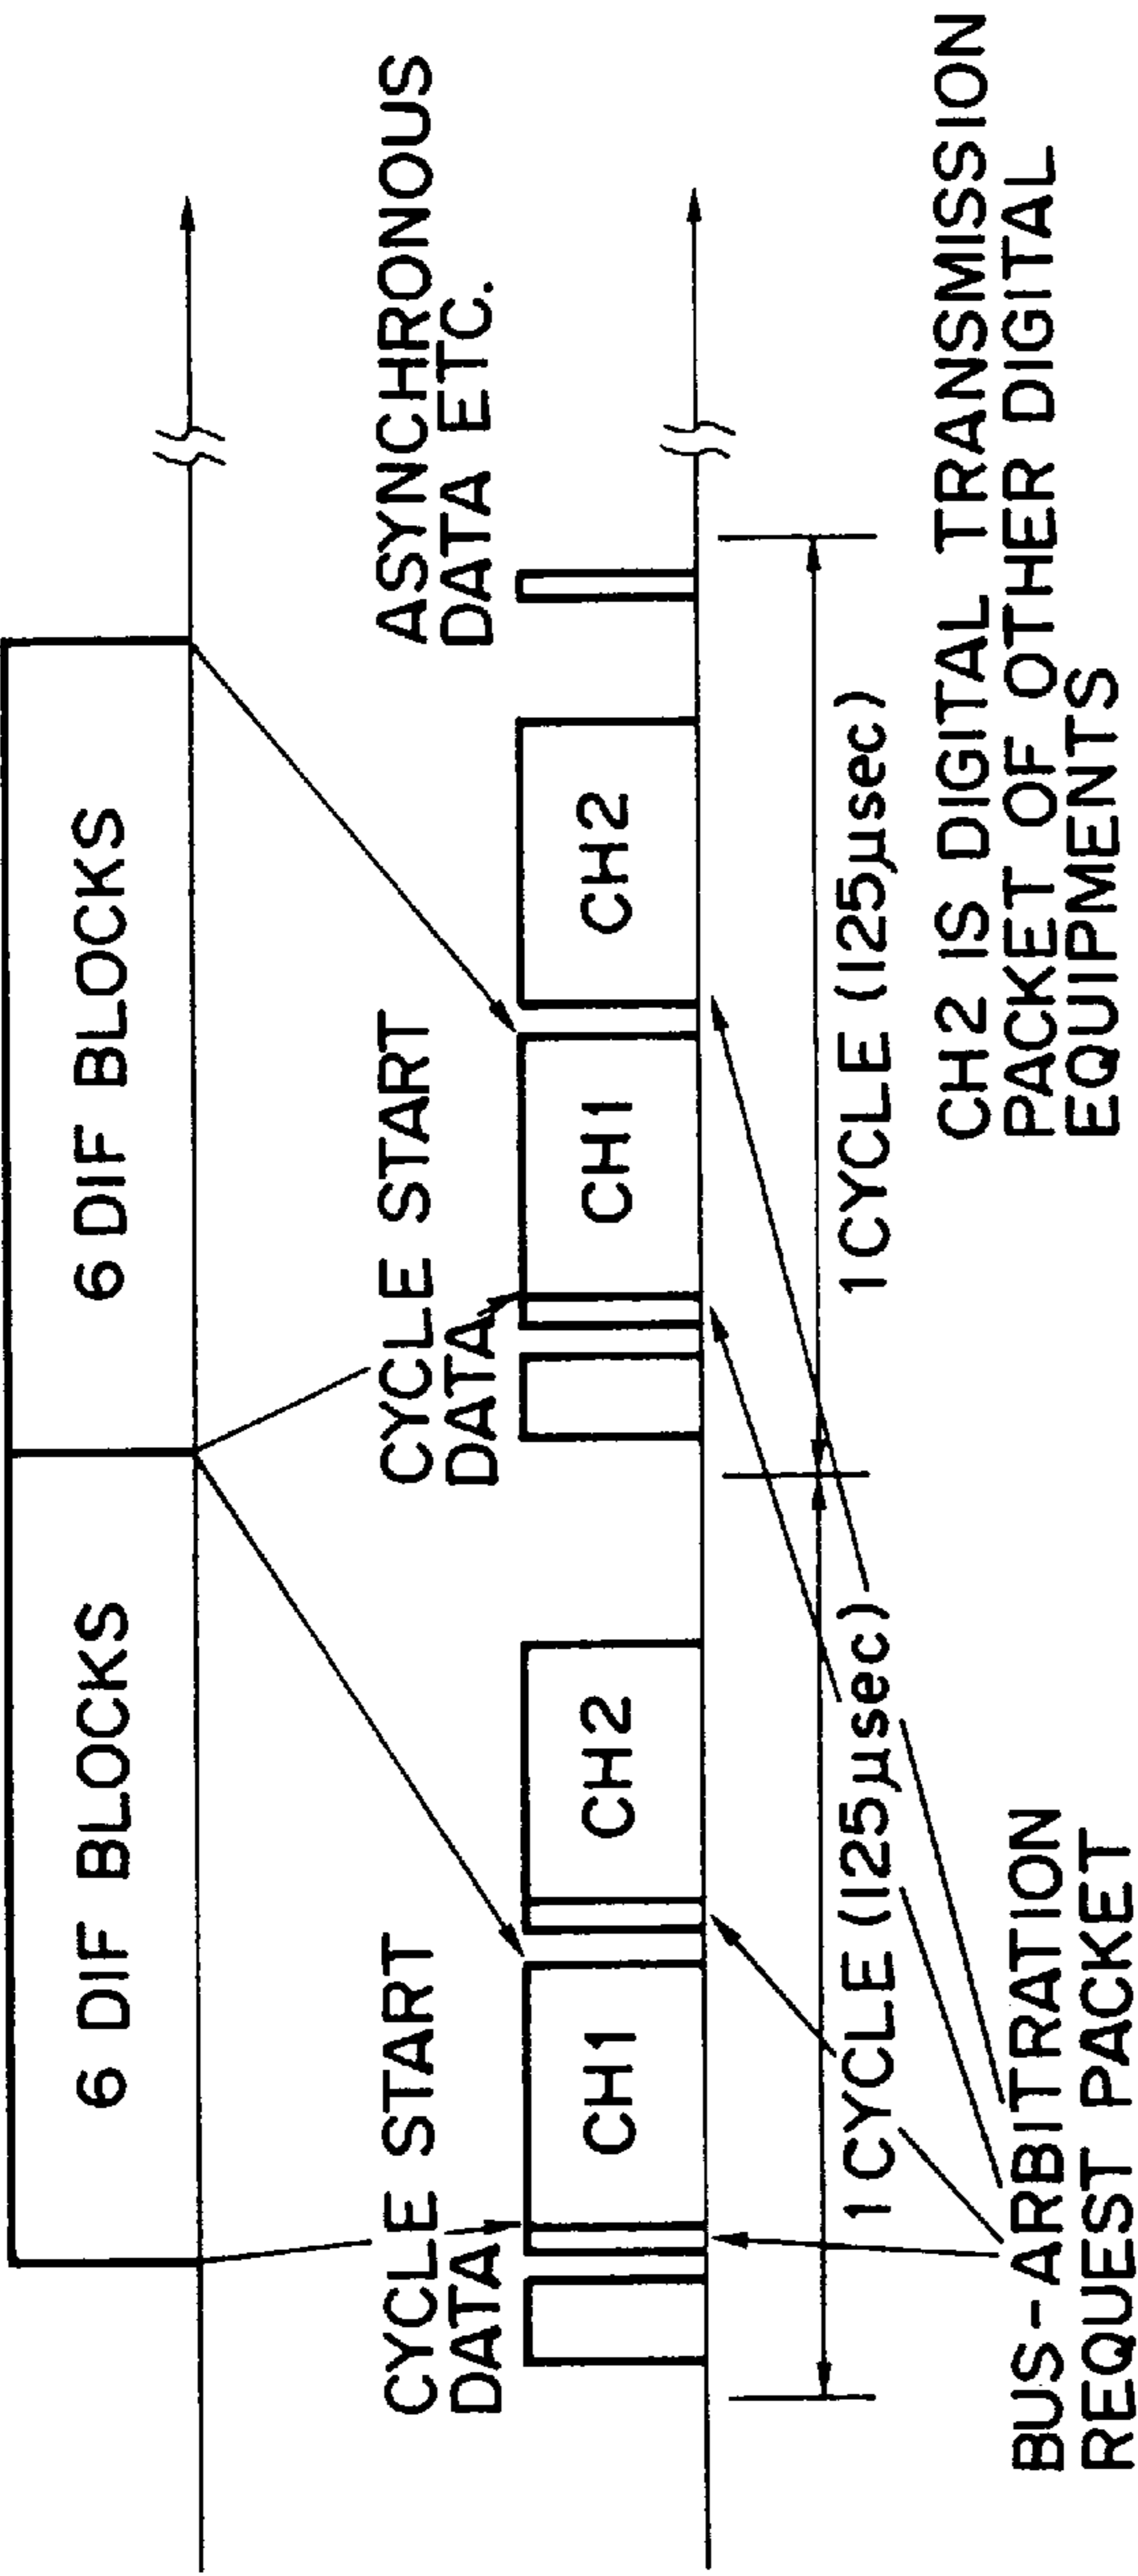 6 DIF BLOCKS
6 DIF BLOCKS
CYCLE START
DATA
CYCLE START
DATA
ASYNCHRONOUS
DATA ETC.
CH1
CH2
CH1
CH2
1 CYCLE (125μsec)
1 CYCLE (125μsec)
BUS-ARBITRATION
REQUEST PACKET
CH2 IS DIGITAL TRANSMISSION
PACKET OF OTHER DIGITAL
EQUIPMENTS